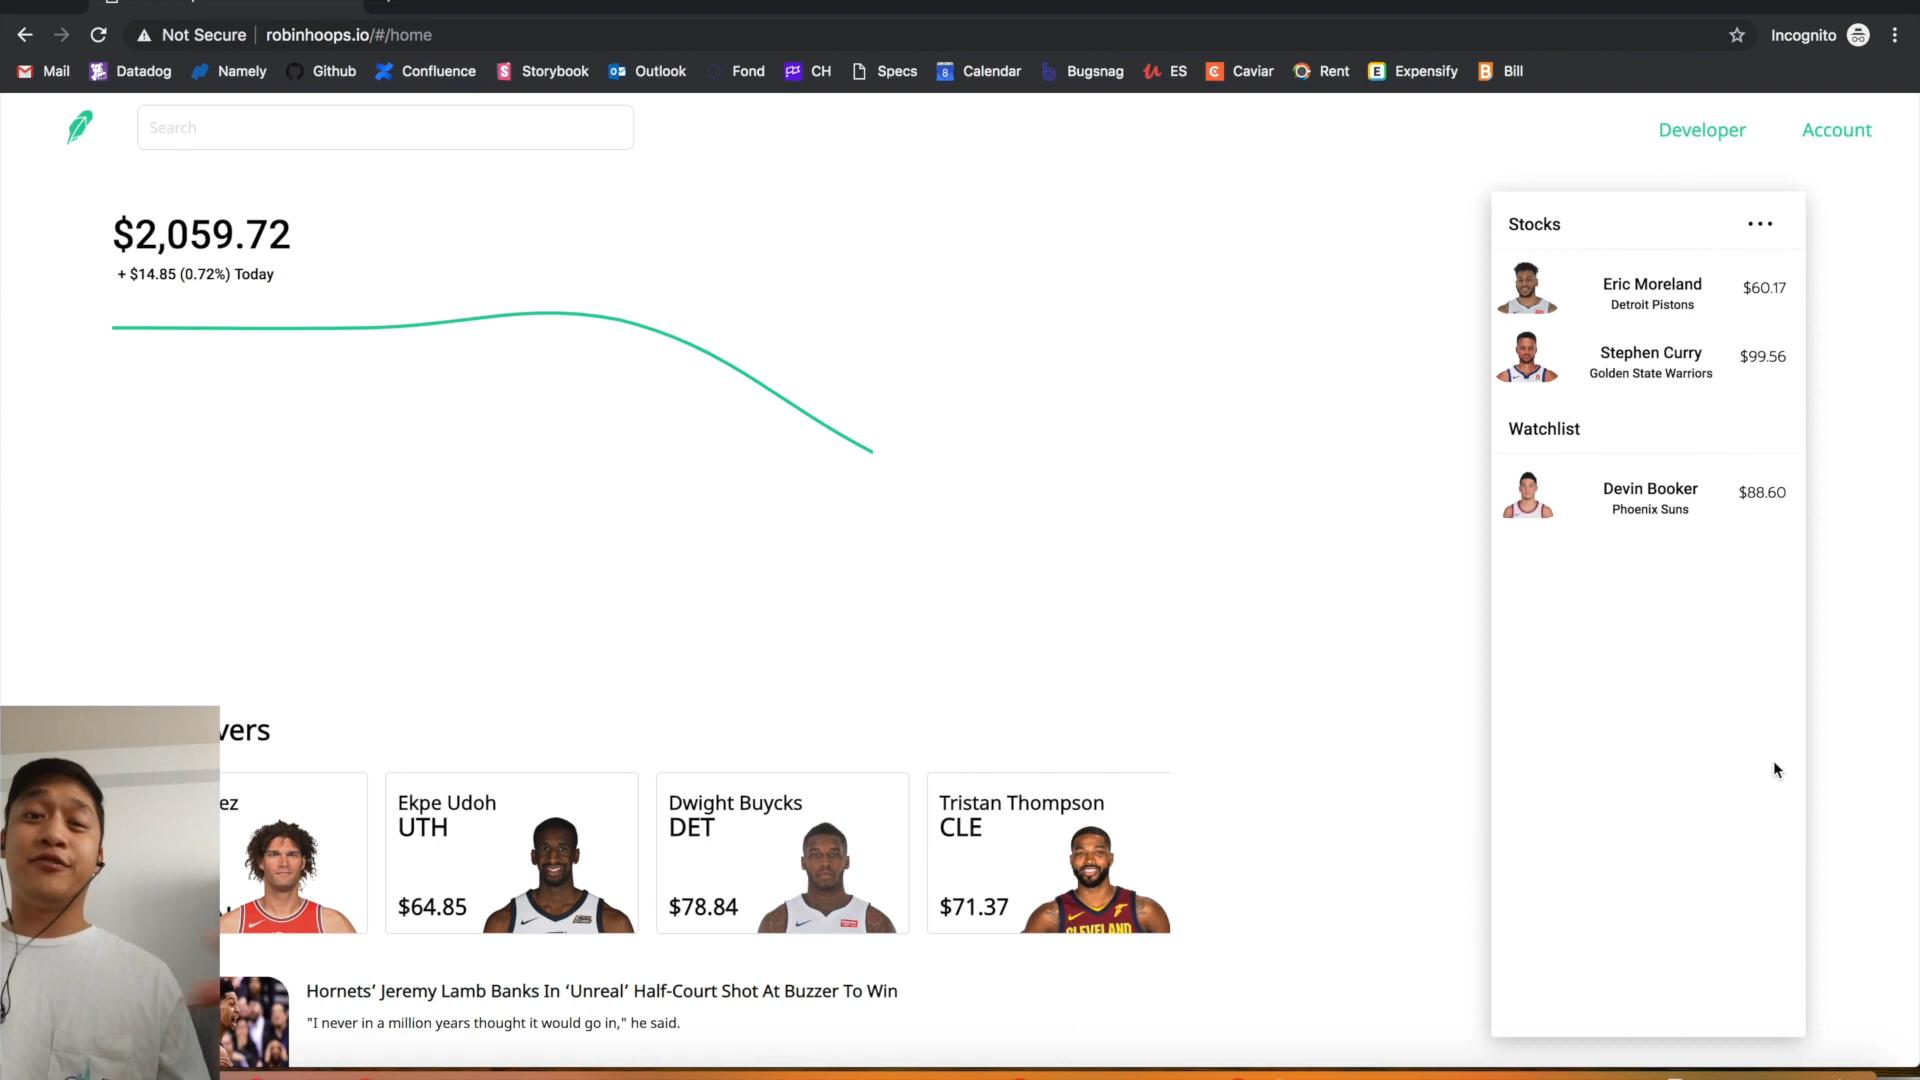 Not Secure robinhoops.io/#/home Incognito
Mail Datadog Namely Github Confluence Storybook Outlook Fond CH Specs 8 Calendar Bugsnag ES Caviar Rent E Expensify B Bill
Search
Developer Account
$2,059.72
+ $14.85 (0.72%) Today
Stocks
Eric Moreland
Detroit Pistons
$60.17
Stephen Curry
Golden State Warriors
$99.56
Watchlist
Devin Booker
Phoenix Suns
$88.60
vers
ez
Ekpe Udoh
UTH
$64.85
Dwight Buycks
DET
$78.84
Tristan Thompson
CLE
$71.37
CLEVELAND
Hornets’ Jeremy Lamb Banks In ‘Unreal’ Half-Court Shot At Buzzer To Win
"I never in a million years thought it would go in," he said.